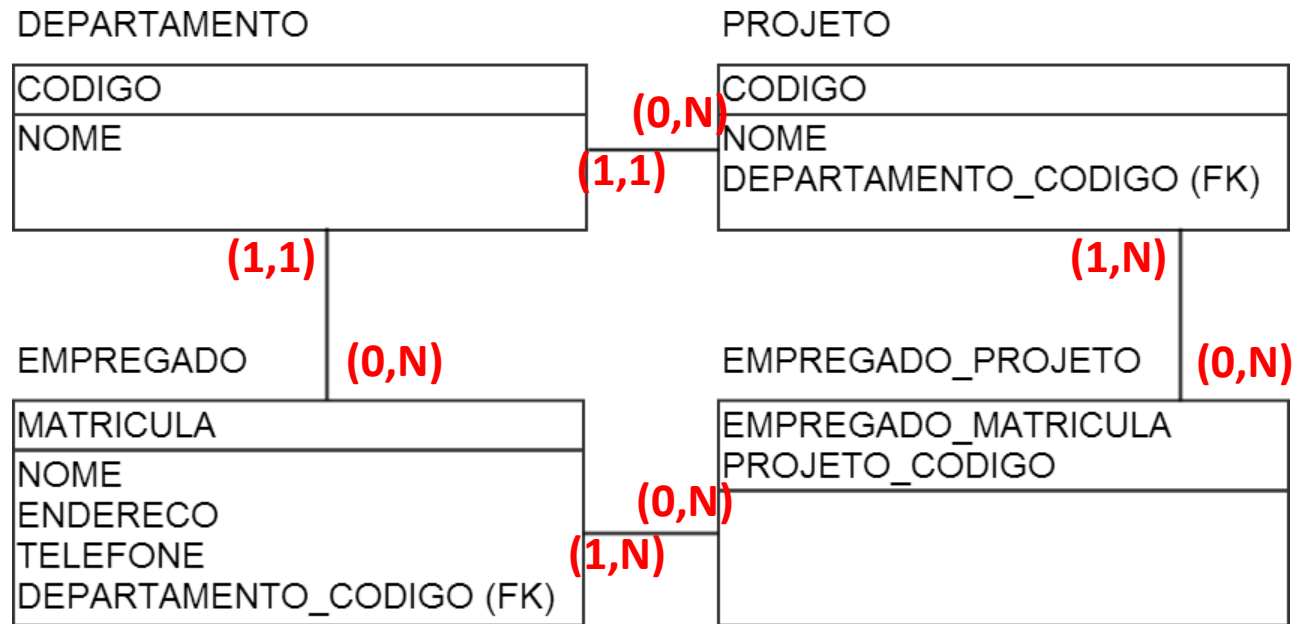 DEPARTAMENTO
CODIGO
NOME
(1,1)
(0,N)
PROJETO
CODIGO
NOME
DEPARTAMENTO_CODIGO (FK)
(1,1)
(0,N)
(1,N)
(0,N)
EMPREGADO
MATRICULA
NOME
ENDERECO
TELEFONE
DEPARTAMENTO_CODIGO (FK)
(0,N)
(1,N)
EMPREGADO_PROJETO
EMPREGADO_MATRICULA
PROJETO_CODIGO